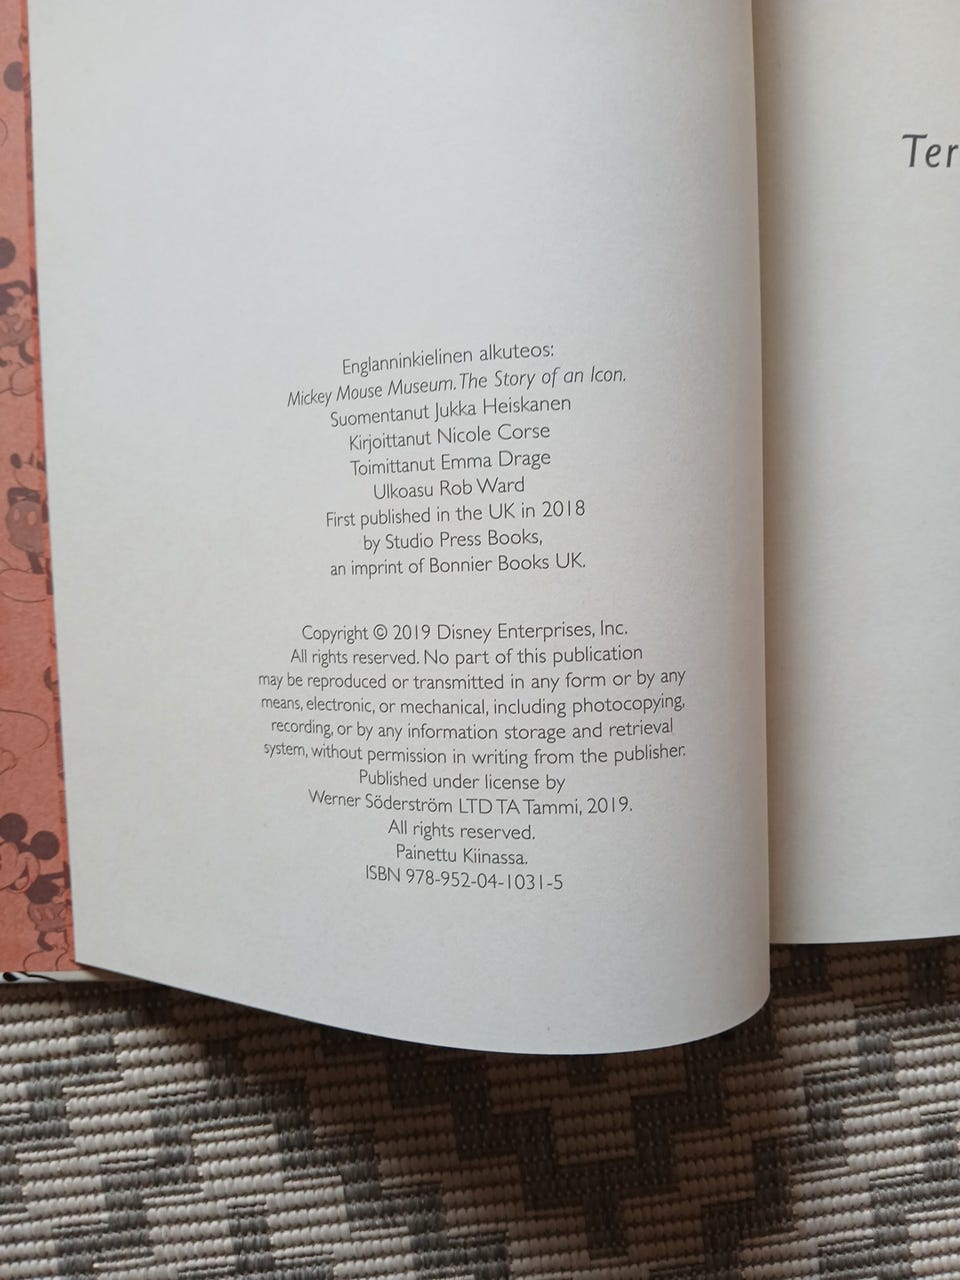 Englanninkielinen alkuteos:
Mickey Mouse Museum. The Story of an Icon.
Suomentanut Jukka Heiskanen
Kirjoittanut Nicole Corse
Toimittanut Emma Drage
Ulkoasu Rob Ward
First published in the UK in 2018
by Studio Press Books,
an imprint of Bonnier Books UK.
Copyright © 2019 Disney Enterprises, Inc.
All rights reserved. No part of this publication
may be reproduced or transmitted in any form or by any
means, electronic, or mechanical, including photocopying,
recording, or by any information storage and retrieval
system, without permission in writing from the publisher.
Published under license by
Werner Söderström LTD TA Tammi, 2019.
All rights reserved.
Painettu Kiinassa.
ISBN 978-952-04-1031-5
Ter